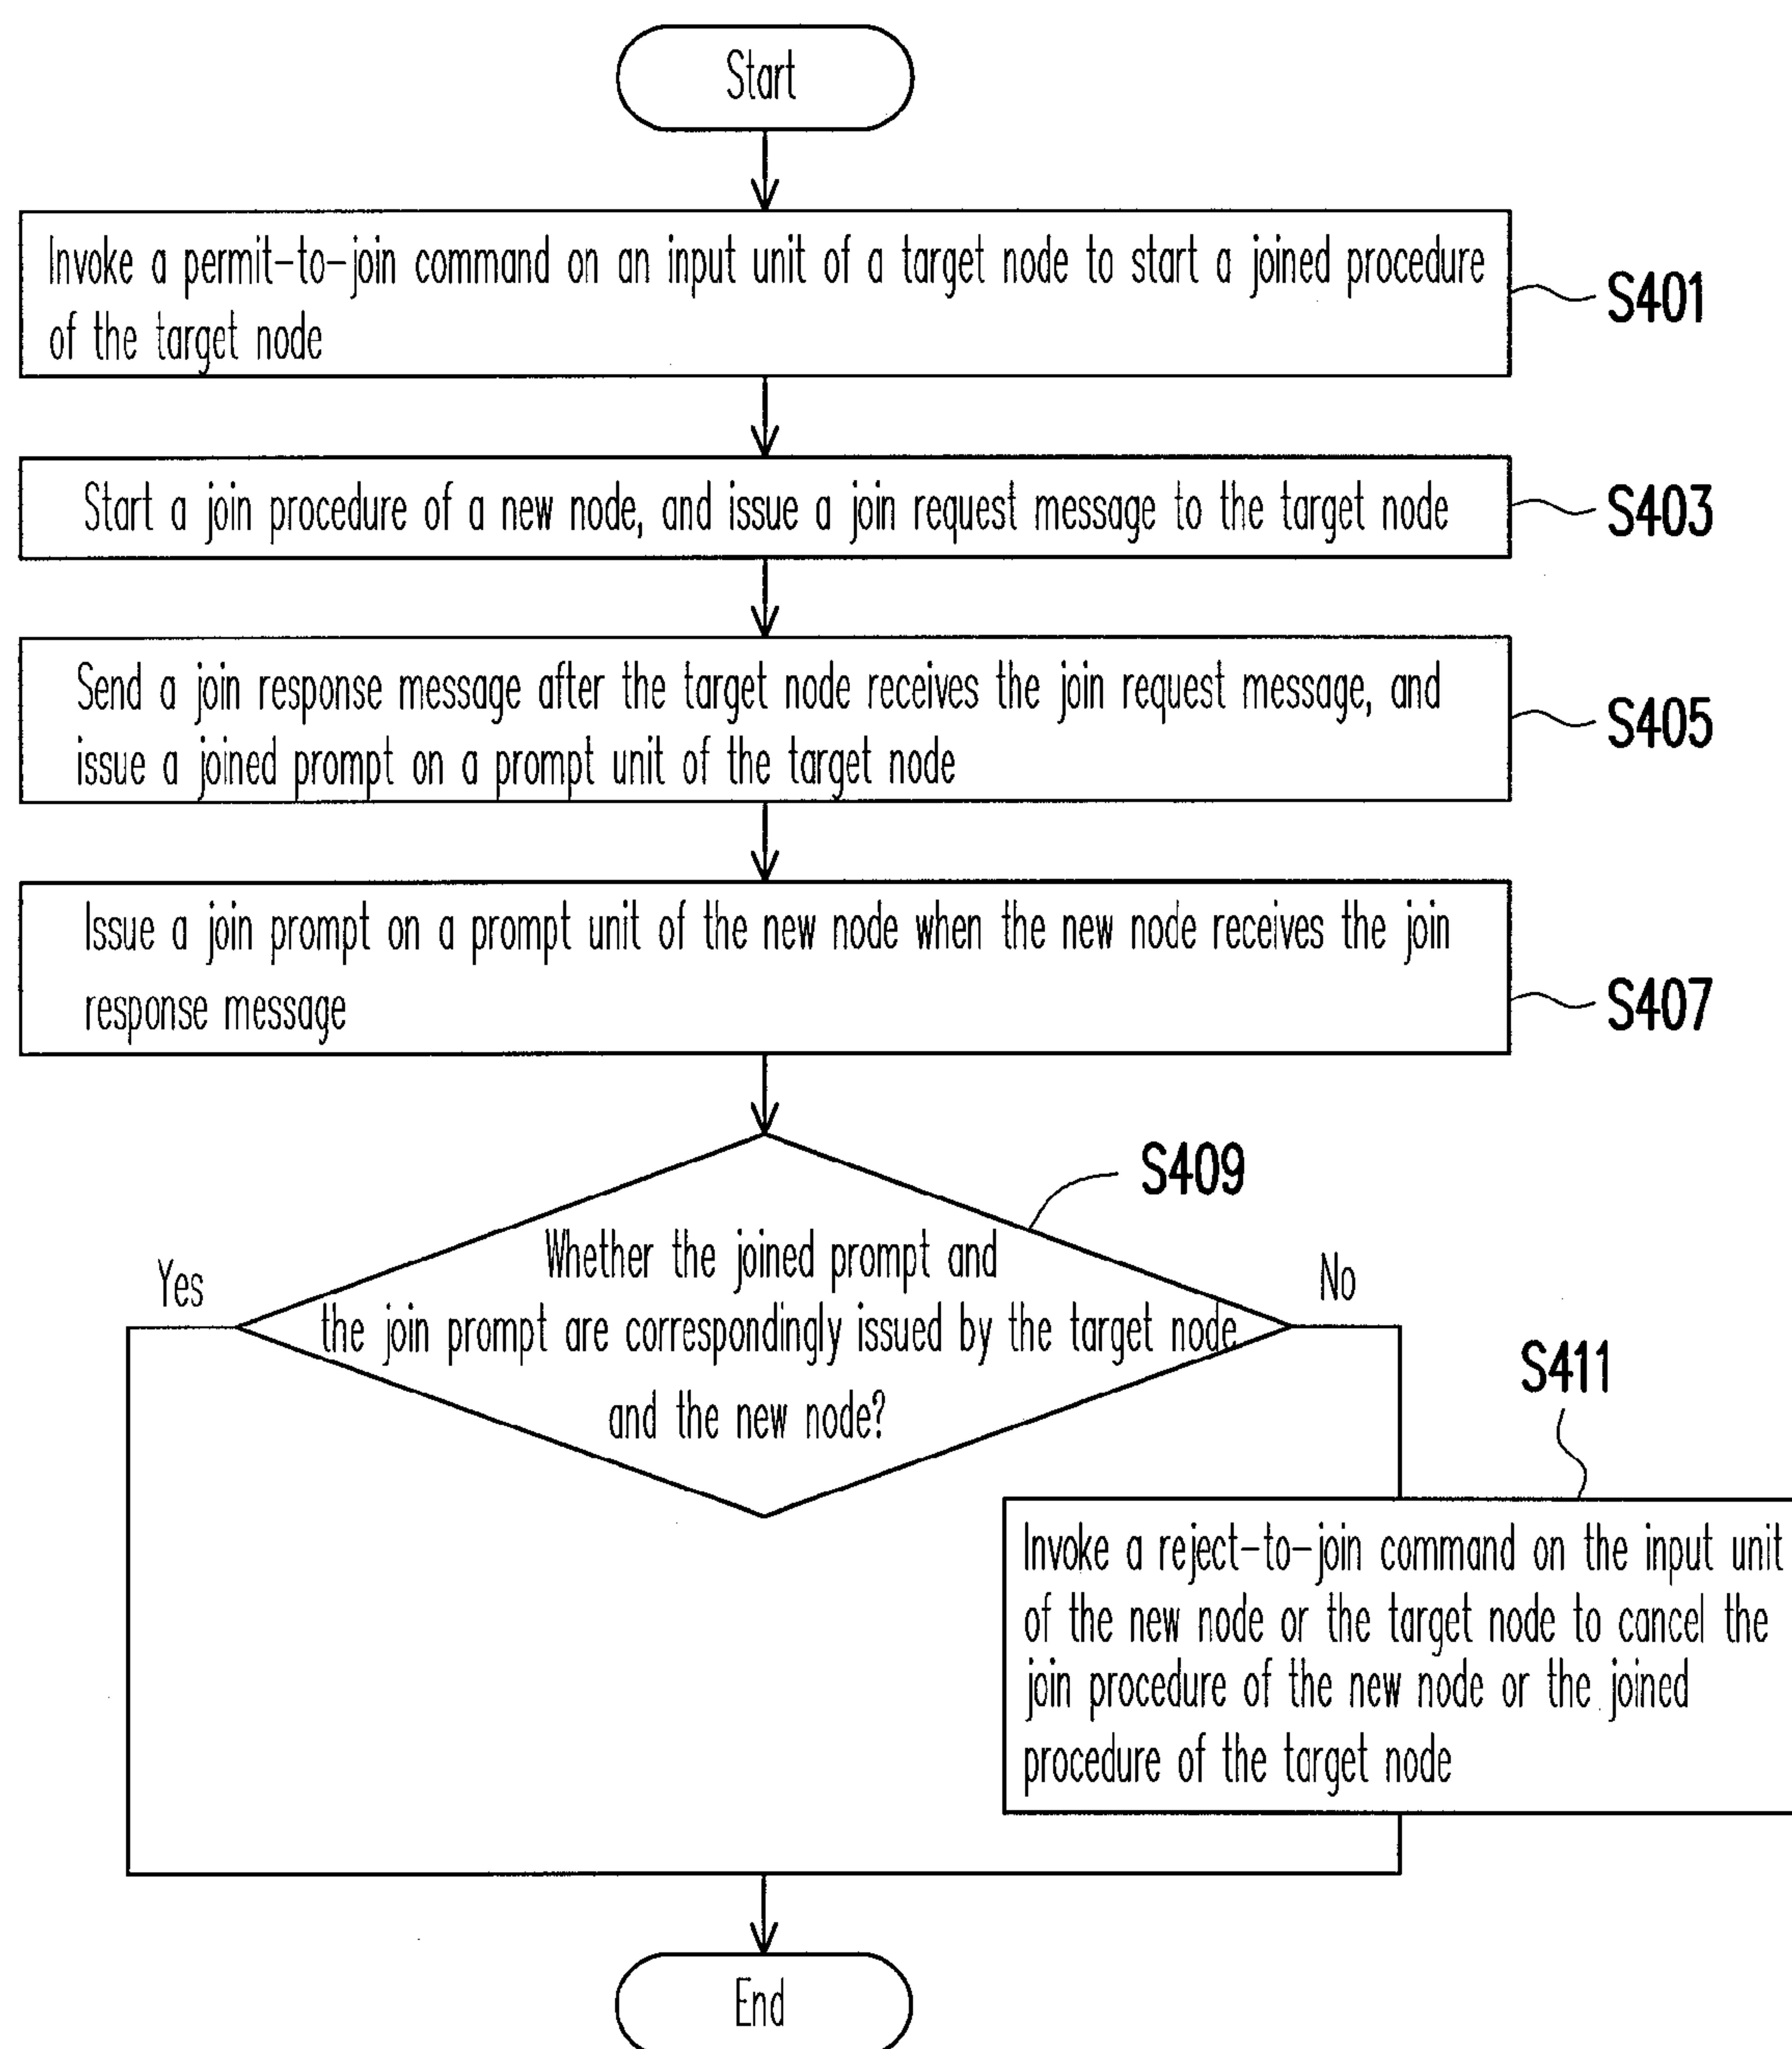 Start
Invoke a permit-to-join command on an input unit of a target node to start a joined procedure
of the target node
S401
Start a join procedure of a new node, and issue a join request message to the target node
S403
Send a join response message after the target node receives the join request message, and
issue a joined prompt on a prompt unit of the target node
S405
Issue a join prompt on a prompt unit of the new node when the new node receives the join
response message
S407
S409
Whether the joined prompt and
the join prompt are correspondingly issued by the target node
and the new node?
Yes
No
S411
Invoke a reject-to-join command on the input unit
of the new node or the target node to cancel the
join procedure of the new node or the joined
procedure of the target node
End